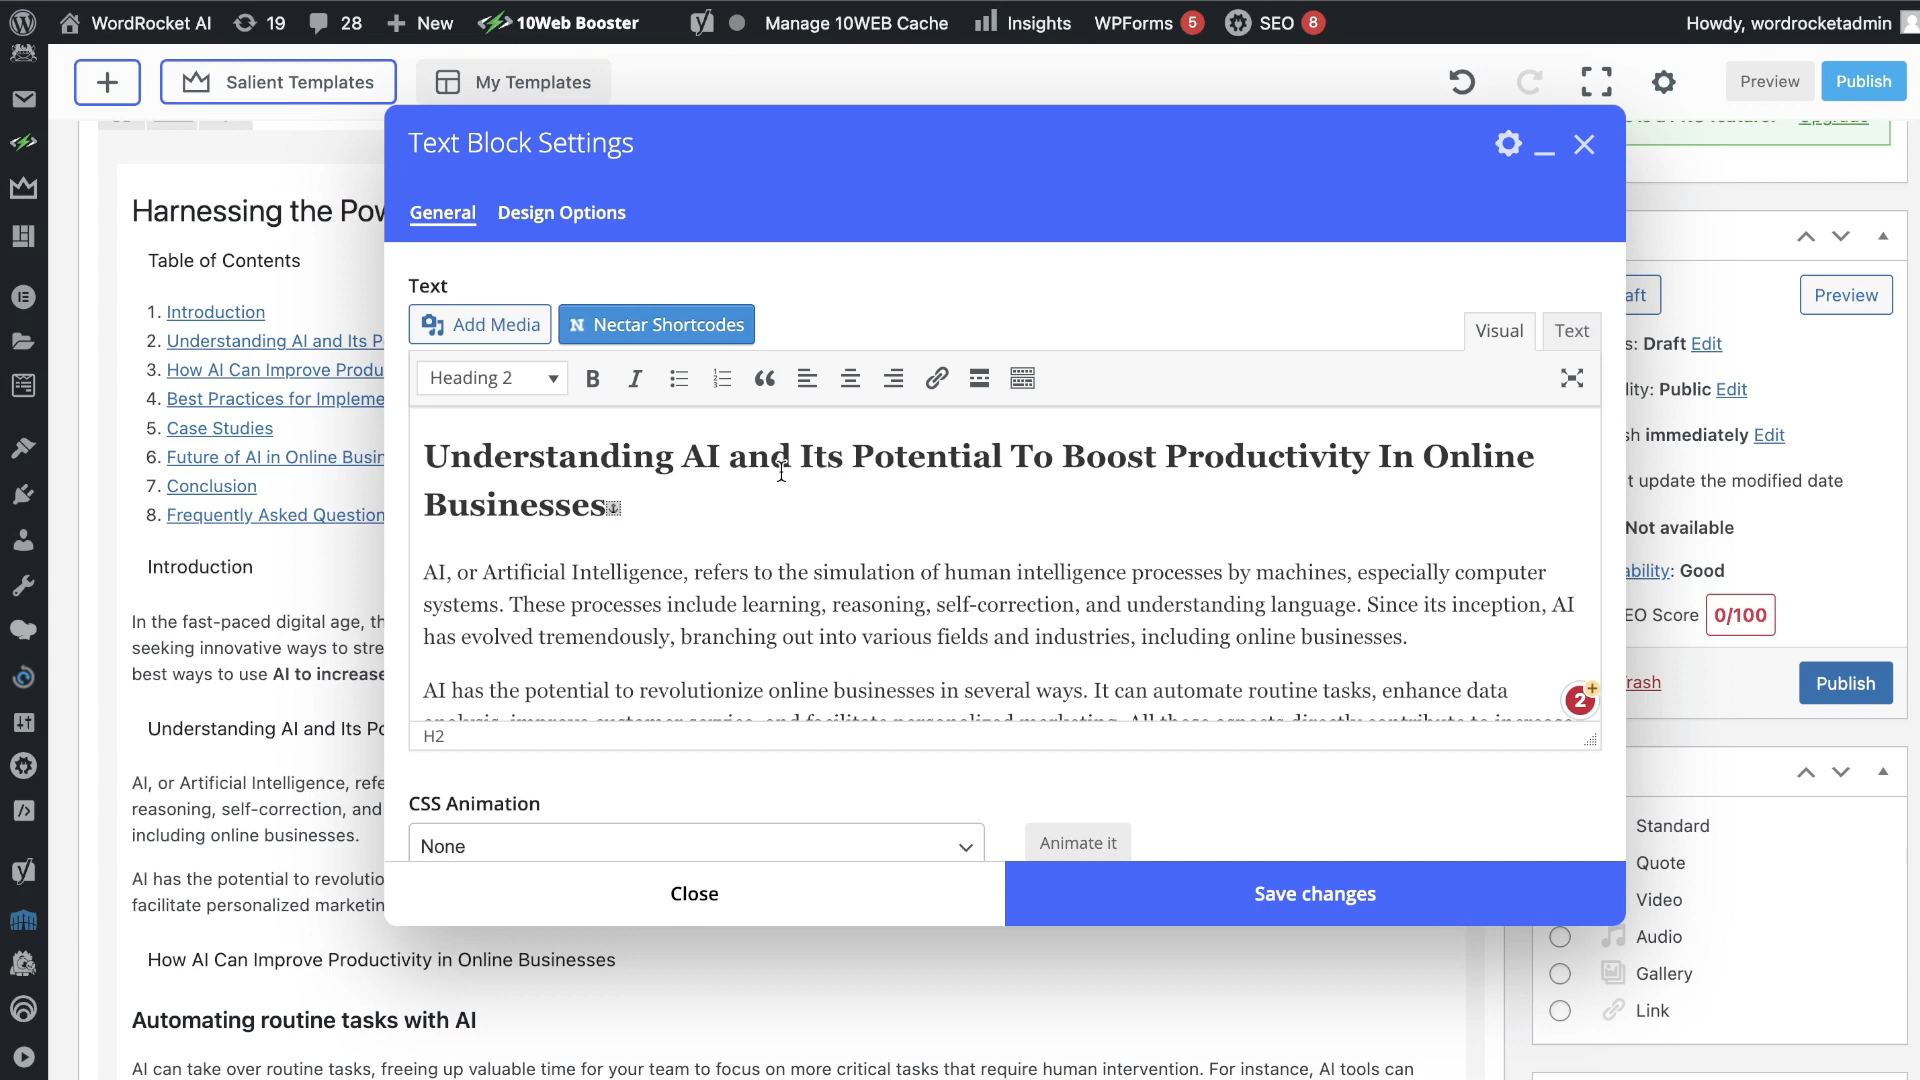 WordRocket AI
19
28
New
10Web Booster
Manage 10WEB Cache
Insights
WPForms 5
SEO 8
Howdy, wordrocketadmin
Salient Templates
My Templates
Preview
Publish
Text Block Settings
General
Design Options
Text
Add Media
Nectar Shortcodes
Visual
Text
Heading 2
Understanding AI and Its Potential To Boost Productivity In Online
Businesses
AI, or Artificial Intelligence, refers to the simulation of human intelligence processes by machines, especially computer
systems. These processes include learning, reasoning, self-correction, and understanding language. Since its inception, AI
has evolved tremendously, branching out into various fields and industries, including online businesses.
AI has the potential to revolutionize online businesses in several ways. It can automate routine tasks, enhance data
2
H2
CSS Animation
None
Animate it
Close
Save changes
Harnessing the Pow
Table of Contents
1. Introduction
2. Understanding AI and Its P
3. How AI Can Improve Produ
4. Best Practices for Impleme
5. Case Studies
6. Future of AI in Online Busin
7. Conclusion
8. Frequently Asked Question
Introduction
In the fast-paced digital age, th
seeking innovative ways to stre
best ways to use AI to increase
Understanding AI and Its Po
AI, or Artificial Intelligence, refe
reasoning, self-correction, and
including online businesses.
AI has the potential to revolutio
facilitate personalized marketin
How AI Can Improve Productivity in Online Businesses
Automating routine tasks with AI
AI can take over routine tasks, freeing up valuable time for your team to focus on more critical tasks that require human intervention. For instance, AI tools can
aft
Preview
s: Draft Edit
lity: Public Edit
sh immediately Edit
t update the modified date
Not available
ability: Good
EO Score 0/100
rash
Publish
Standard
Quote
Video
Audio
Gallery
Link